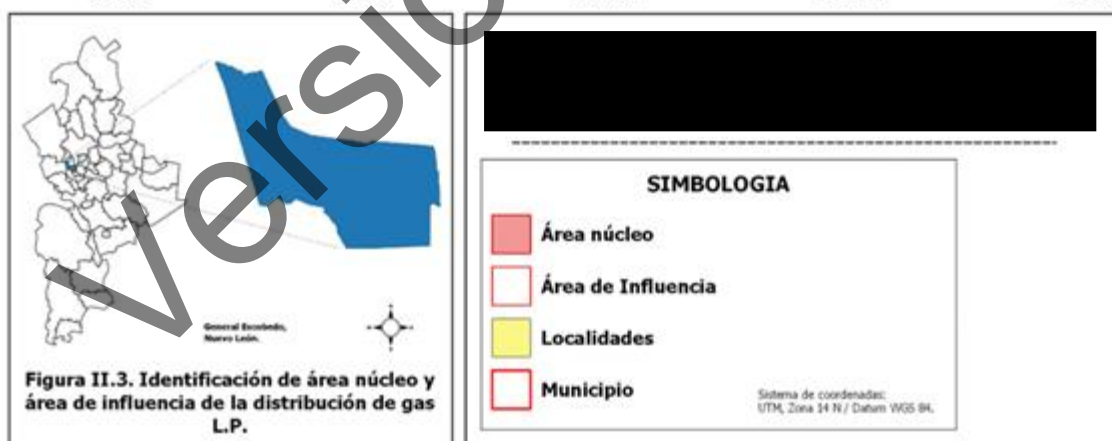 Versió
General Escobedo,
Nuevo León.
Figura II.3. Identificación de área núcleo y
área de influencia de la distribución de gas
L.P.
SIMBOLOGIA
Área núcleo
Área de Influencia
Localidades
Municipio
Sistema de coordenadas:
UTM, Zona 14 N / Datum WGS 84.